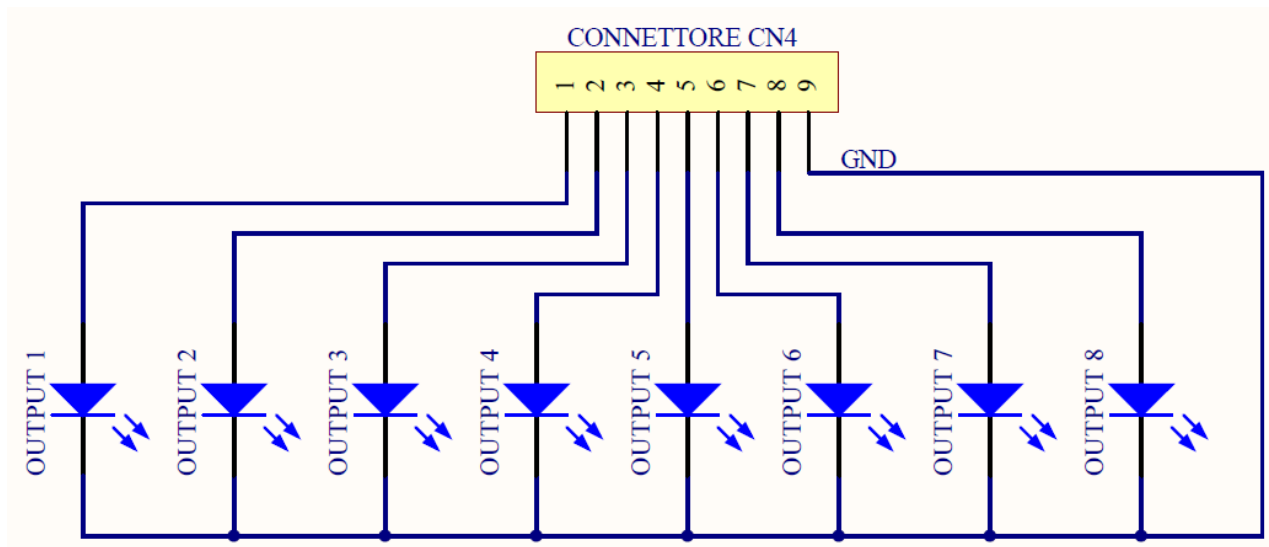 CONNETTORE CN4
1 2 3 4 5 6 7 8 9
GND
OUTPUT 1
OUTPUT 2
OUTPUT 3
OUTPUT 4
OUTPUT 5
OUTPUT 6
OUTPUT 7
OUTPUT 8